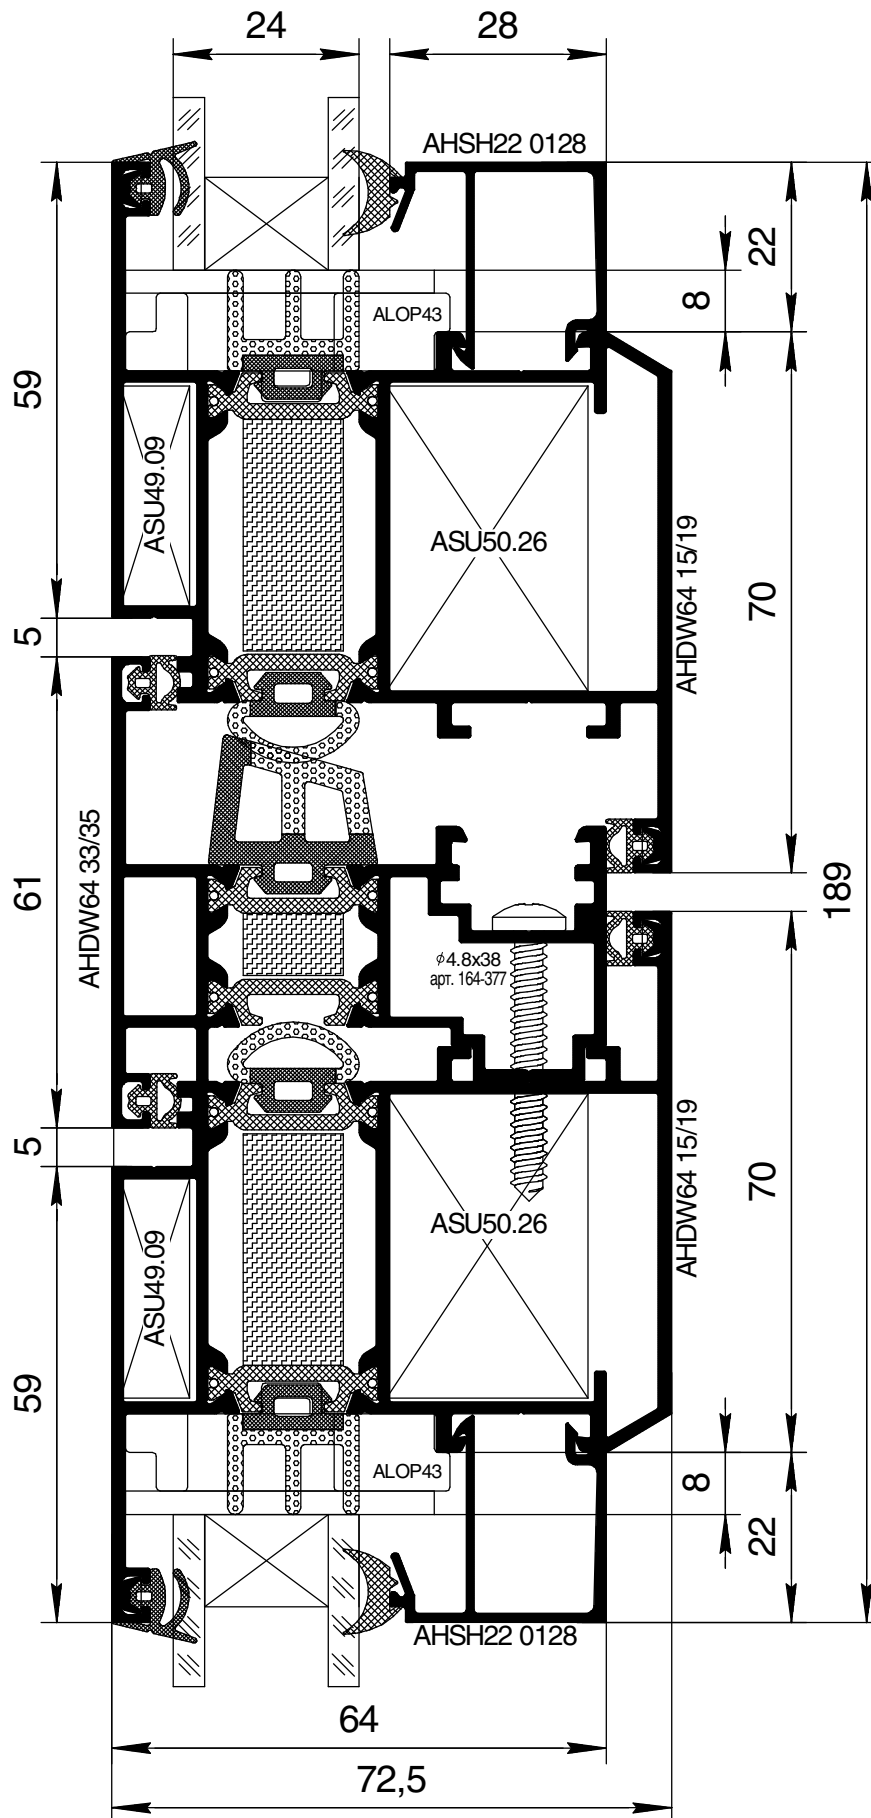 24
28
AHSH22 0128
22
8
ALOP43
59
ASU49.09
ASU50.26
AHDW64 15/19
70
5
AHDW64 33/35
61
189
ϕ4.8x38
арт. 164-377
5
AHDW64 15/19
70
ASU49.09
ASU50.26
59
ALOP43
8
22
AHSH22 0128
64
72,5